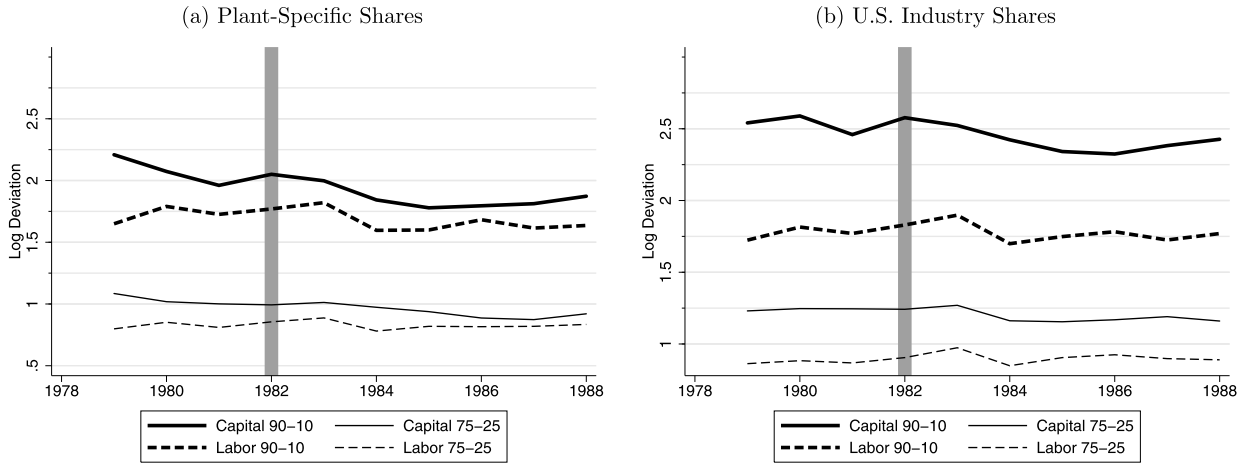 (a) Plant-Specific Shares
Log Deviation
2.5
2
1.5
1
.5
1978 1980 1982 1984 1986 1988
Capital 90–10 Capital 75–25
Labor 90–10 Labor 75–25
(b) U.S. Industry Shares
Log Deviation
2.5
2
1.5
1
1978 1980 1982 1984 1986 1988
Capital 90–10 Capital 75–25
Labor 90–10 Labor 75–25